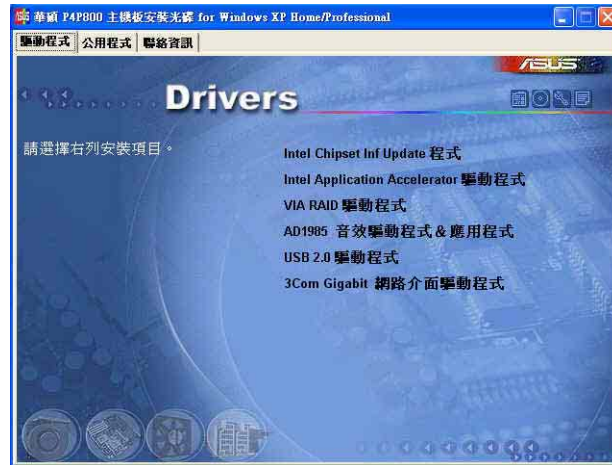 華碩 P4P800 主機板安裝光碟 for Windows XP Home/Professional
驅動程式 公用程式 聯絡資訊
ASUS
Drivers
請選擇右列安裝項目。
Intel Chipset Inf Update 程式
Intel Application Accelerator 驅動程式
VIA RAID 驅動程式
AD1985 音效驅動程式 & 應用程式
USB 2.0 驅動程式
3Com Gigabit 網路介面驅動程式